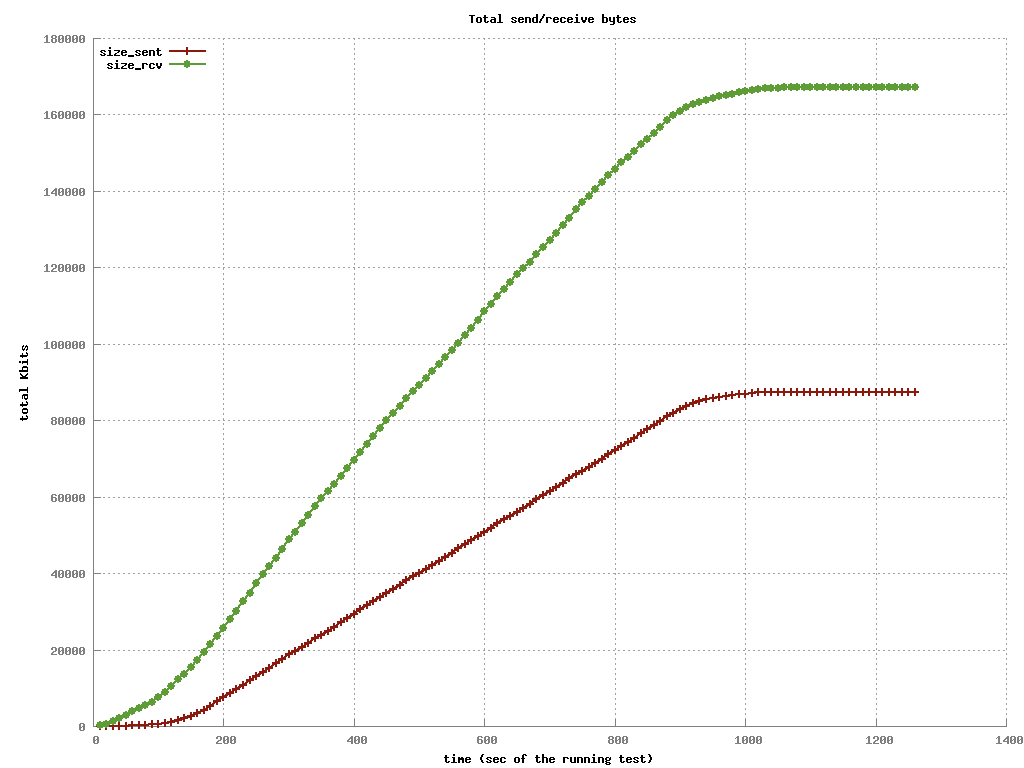 Total send/receive bytes
180000
size_sent
size_rcv
160000
140000
120000
100000
total Kbits
80000
60000
40000
20000
0
0 200 400 600 800 1000 1200 1400
time (sec of the running test)